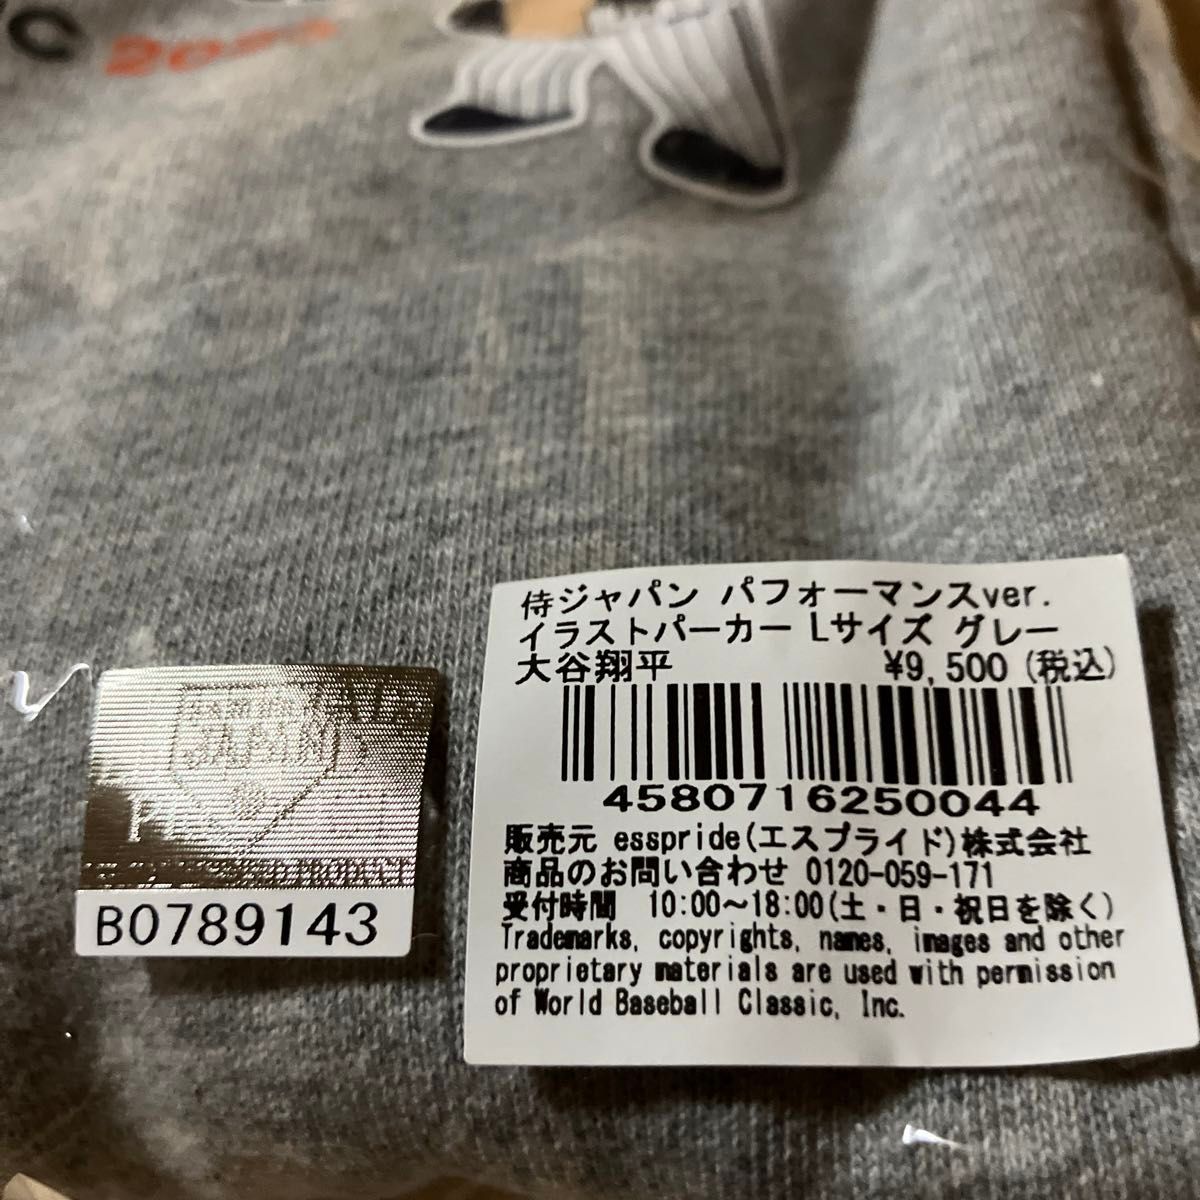 C 2023
侍ジャパン パフォーマンスver.
イラストパーカー Lサイズ グレー
大谷翔平 ¥9,500 (税込)
4580716250044
販売元 esspride(エスプライド)株式会社
商品のお問い合わせ 0120-059-171
受付時間 10:00〜18:00(土・日・祝日を除く)
Trademarks, copyrights, names, images and other
proprietary materials are used with permission
of World Baseball Classic, Inc.
JAPAN
B0789143